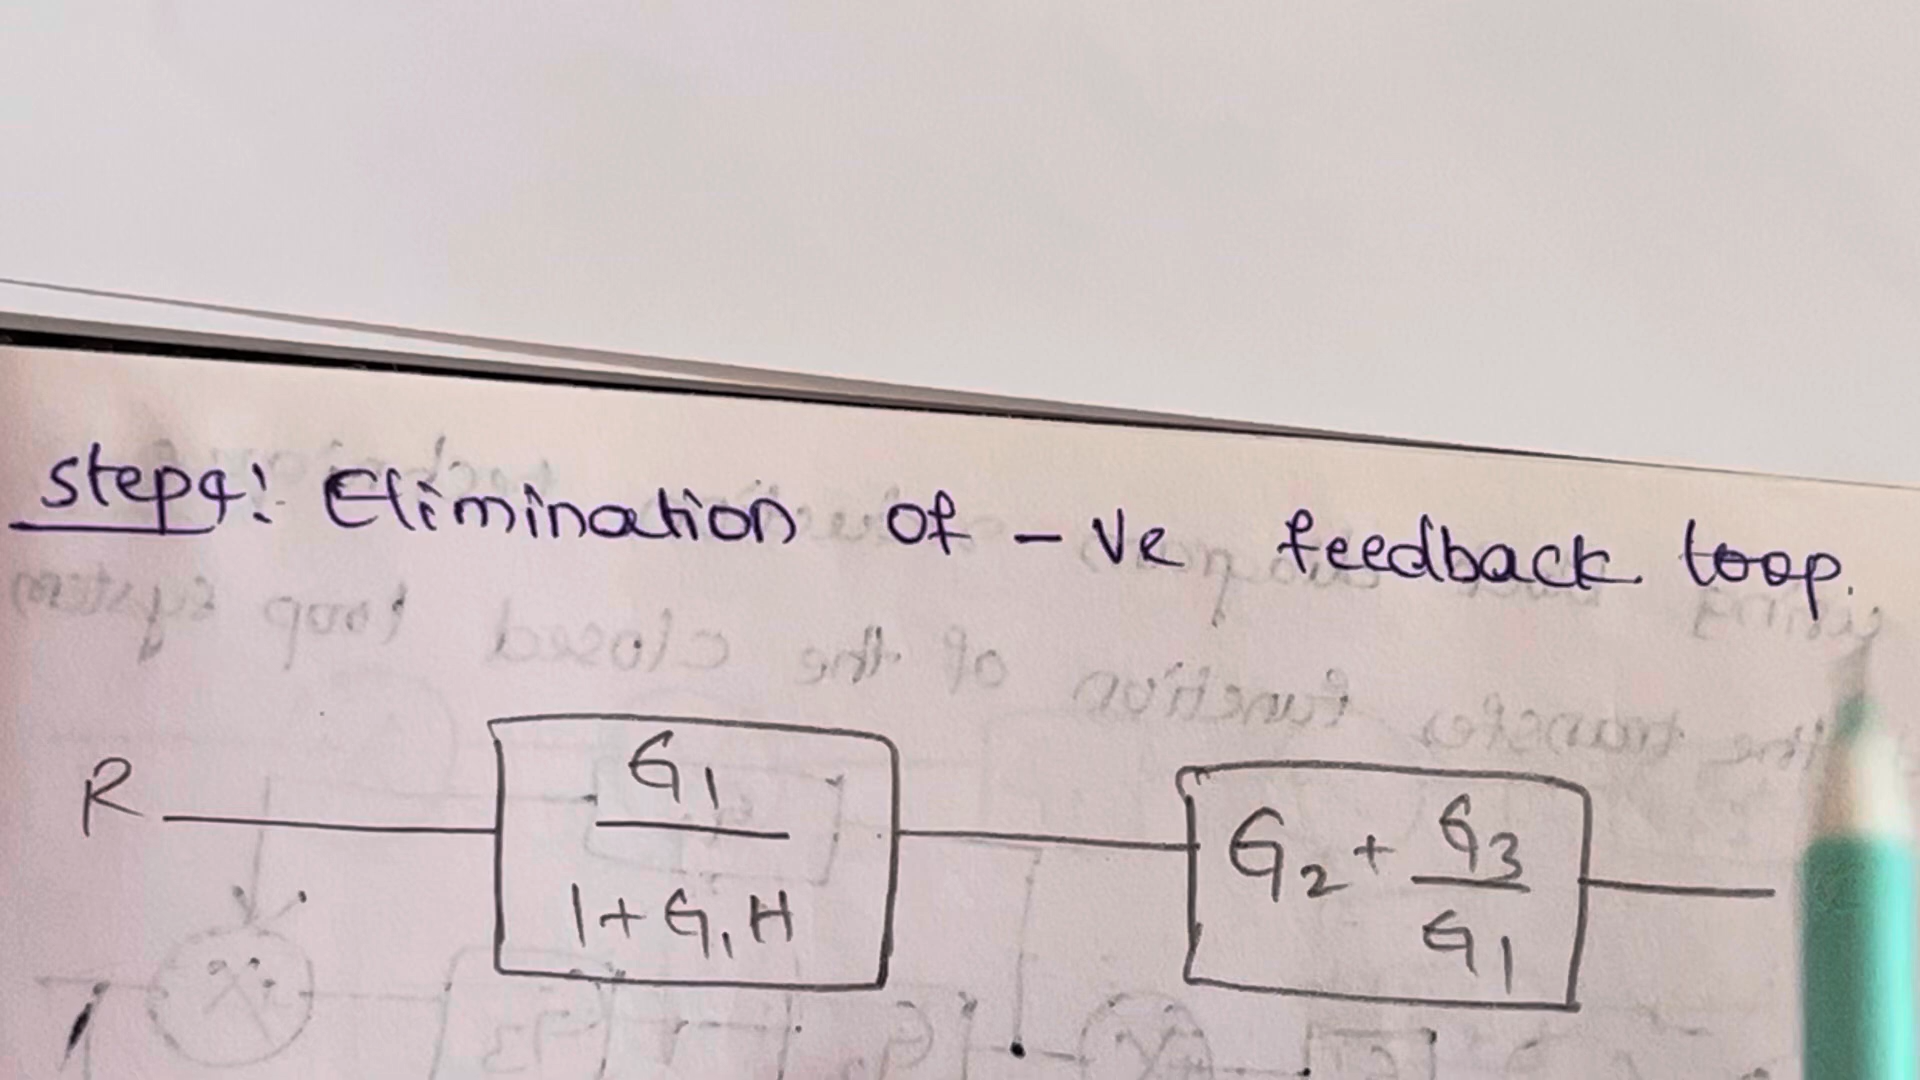 step4: Elimination of -ve feedback loop.
R
G1
1+G1H
G2 + G3
G1